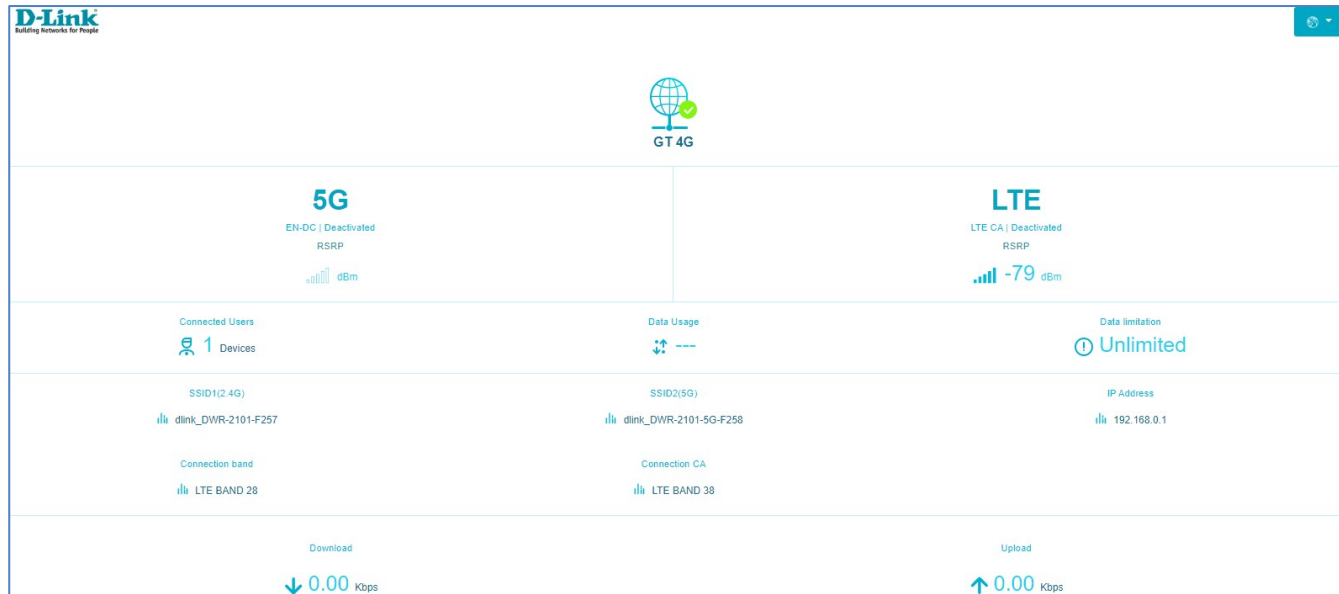 D-Link
Building Networks for People
GT 4G
5G
EN-DC | Deactivated
RSRP
dBm
LTE
LTE CA | Deactivated
RSRP
-79 dBm
Connected Users
1 Devices
Data Usage
---
Data limitation
Unlimited
SSID1(2.4G)
dlink_DWR-2101-F257
SSID2(5G)
dlink_DWR-2101-5G-F258
IP Address
192.168.0.1
Connection band
LTE BAND 28
Connection CA
LTE BAND 38
Download
0.00 Kbps
Upload
0.00 Kbps